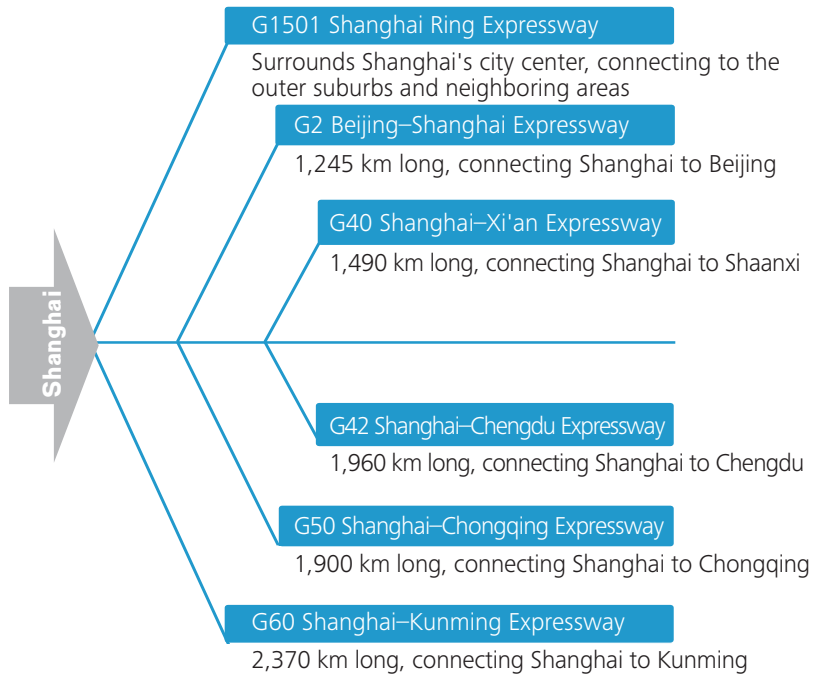 G1501 Shanghai Ring Expressway
Surrounds Shanghai's city center, connecting to the
outer suburbs and neighboring areas
G2 Beijing–Shanghai Expressway
1,245 km long, connecting Shanghai to Beijing
G40 Shanghai–Xi'an Expressway
1,490 km long, connecting Shanghai to Shaanxi
Shanghai
G42 Shanghai–Chengdu Expressway
1,960 km long, connecting Shanghai to Chengdu
G50 Shanghai–Chongqing Expressway
1,900 km long, connecting Shanghai to Chongqing
G60 Shanghai–Kunming Expressway
2,370 km long, connecting Shanghai to Kunming